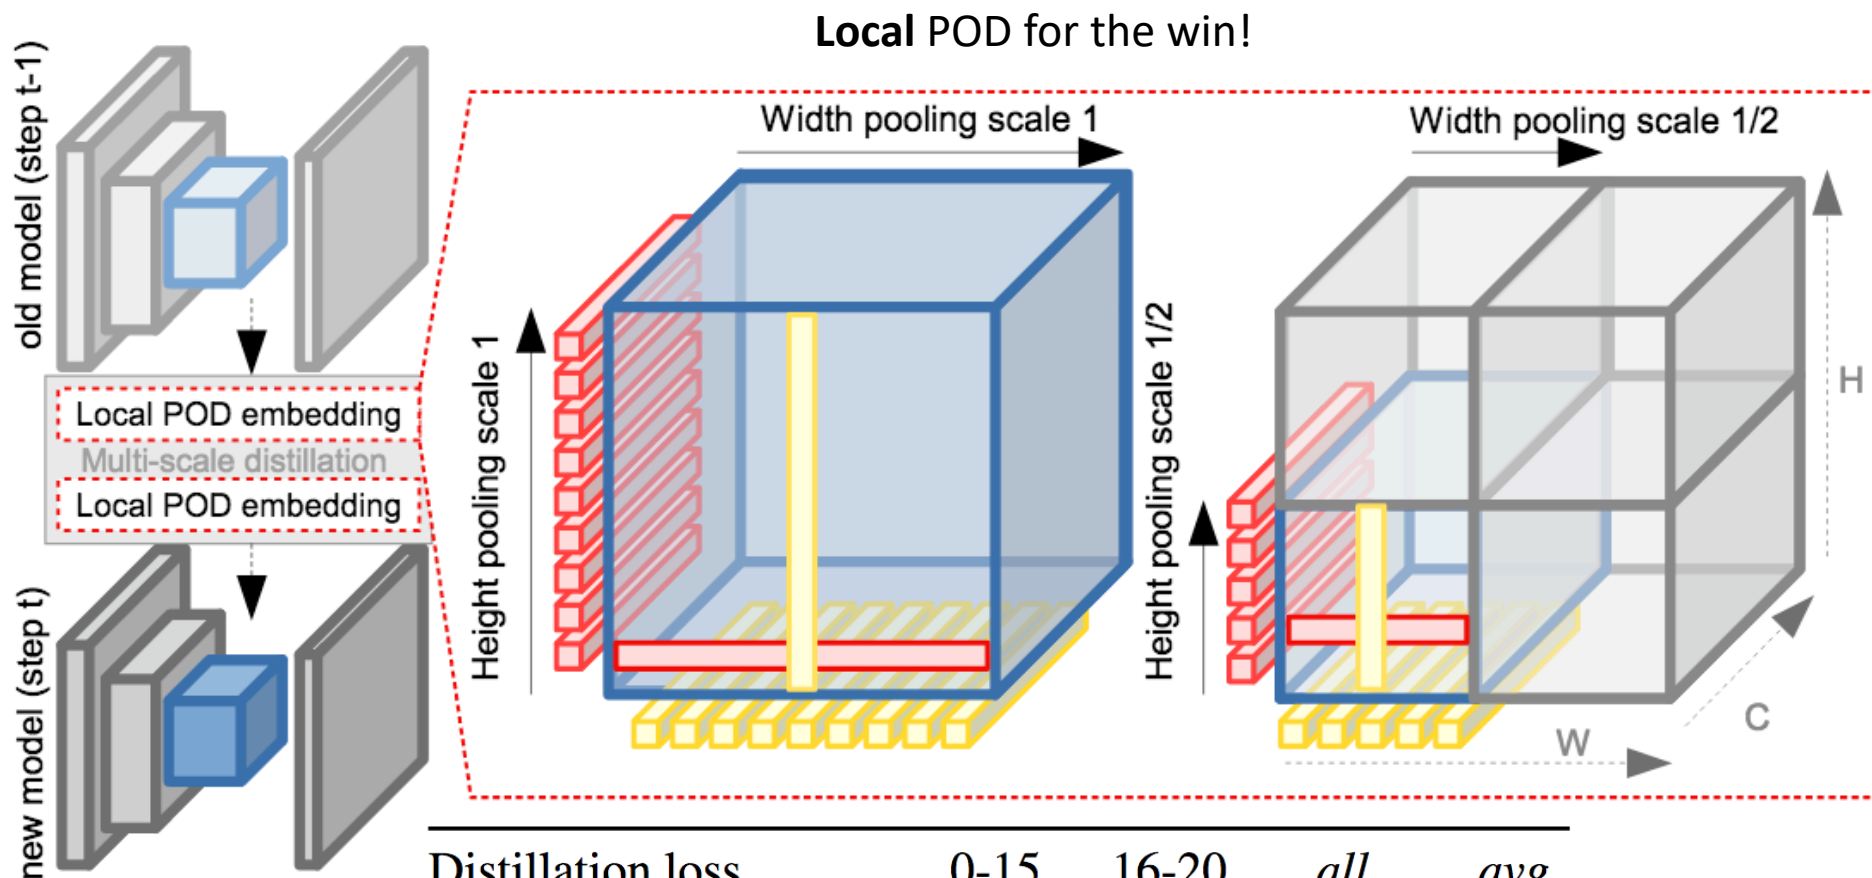 Local POD for the win!
old model (step t-1)
Local POD embedding
Multi-scale distillation
Local POD embedding
new model (step t)
Width pooling scale 1
Height pooling scale 1
Width pooling scale 1/2
Height pooling scale 1/2
H
C
W
Distillation loss 0-15 16-20 all avg